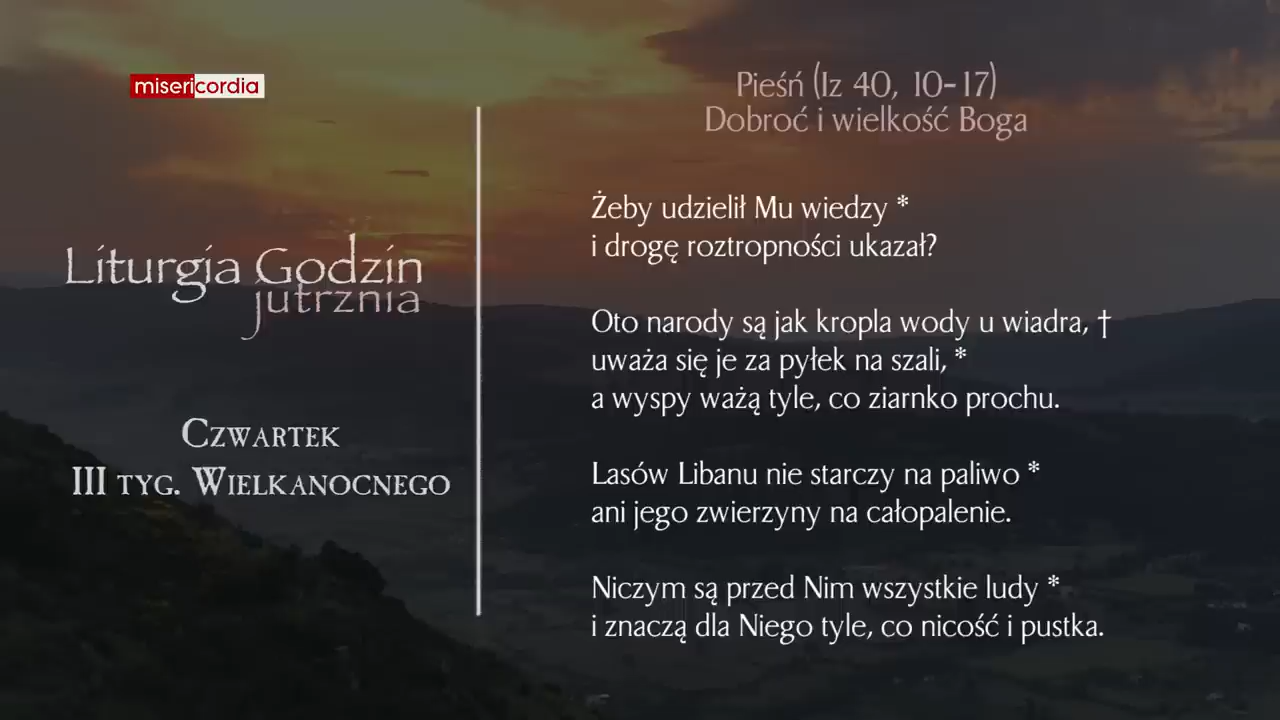 misericordia
Liturgia Godzin
jutrznia
Czwartek
III tyg. Wielkanocnego
Pieśń (Iz 40, 10-17)
Dobroć i wielkość Boga
Żeby udzielił Mu wiedzy *
i drogę roztropności ukazał?
Oto narody są jak kropla wody u wiadra, †
uważa się je za pyłek na szali, *
a wyspy ważą tyle, co ziarnko prochu.
Lasów Libanu nie starczy na paliwo *
ani jego zwierzyny na całopalenie.
Niczym są przed Nim wszystkie ludy *
i znaczą dla Niego tyle, co nicość i pustka.